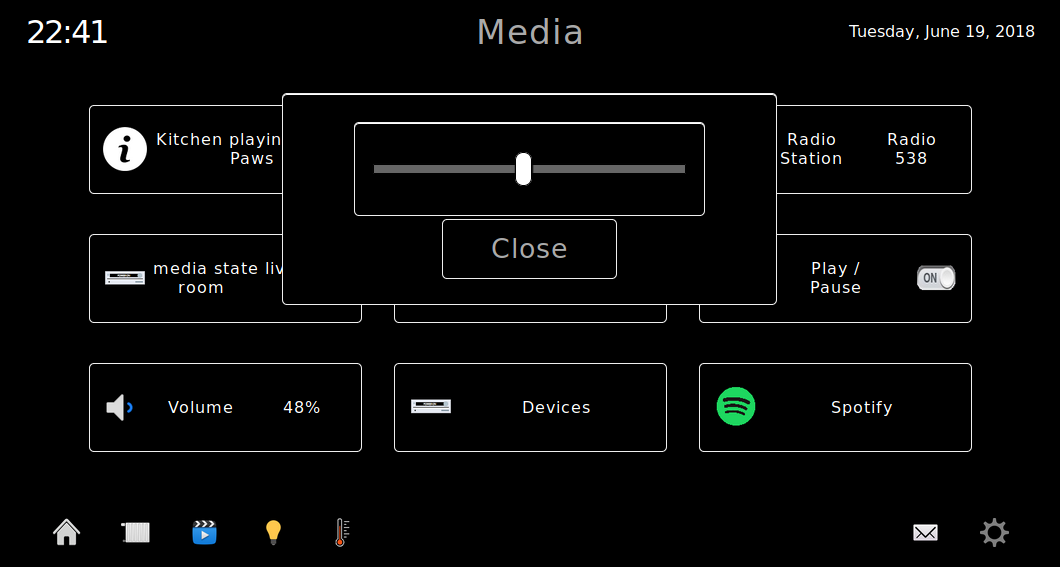 22:41
Media
Tuesday, June 19, 2018
Kitchen playin
Paws
Radio
Station
Radio
538
Close
media state liv
room
Play /
Pause
ON
Volume
48%
Devices
Spotify